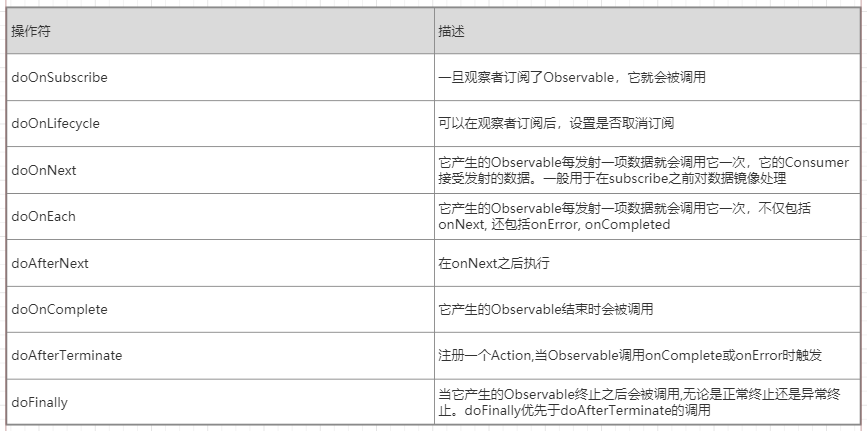 操作符 描述
doOnSubscribe 一旦观察者订阅了Observable，它就会被调用
doOnLifecycle 可以在观察者订阅后，设置是否取消订阅
doOnNext 它产生的Observable每发射一项数据就会调用它一次，它的Consumer
接受发射的数据。一般用于在subscribe之前对数据镜像处理
doOnEach 它产生的Observable每发射一项数据就会调用它一次，不仅包括
onNext, 还包括onError, onCompleted
doAfterNext 在onNext之后执行
doOnComplete 它产生的Observable结束时会被调用
doAfterTerminate 注册一个Action,当Observable调用onComplete或onError时触发
doFinally 当它产生的Observable终止之后会被调用,无论是正常终止还是异常终
止。doFinally优先于doAfterTerminate的调用